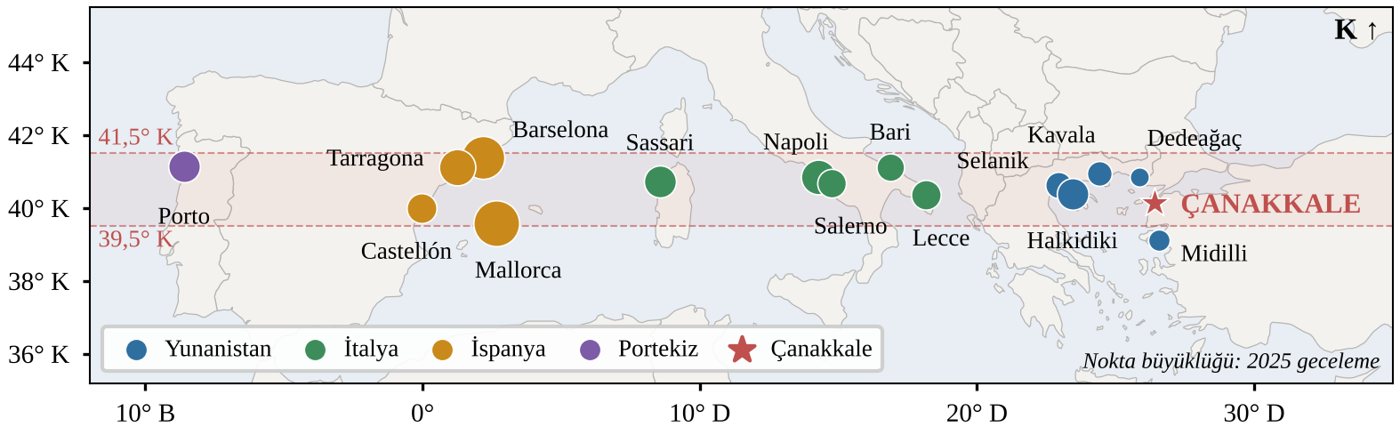 K ↑
44° K
42° K
40° K
38° K
36° K
41,5° K
39,5° K
Barselona
Tarragona
Sassari
Napoli
Bari
Selanik
Kavala
Dedeağaç
Porto
Castellón
Mallorca
Salerno
Lecce
Halkidiki
ÇANAKKALE
Midilli
Yunanistan
İtalya
İspanya
Portekiz
Çanakkale
Nokta büyüklüğü: 2025 geceleme
10° B
0°
10° D
20° D
30° D